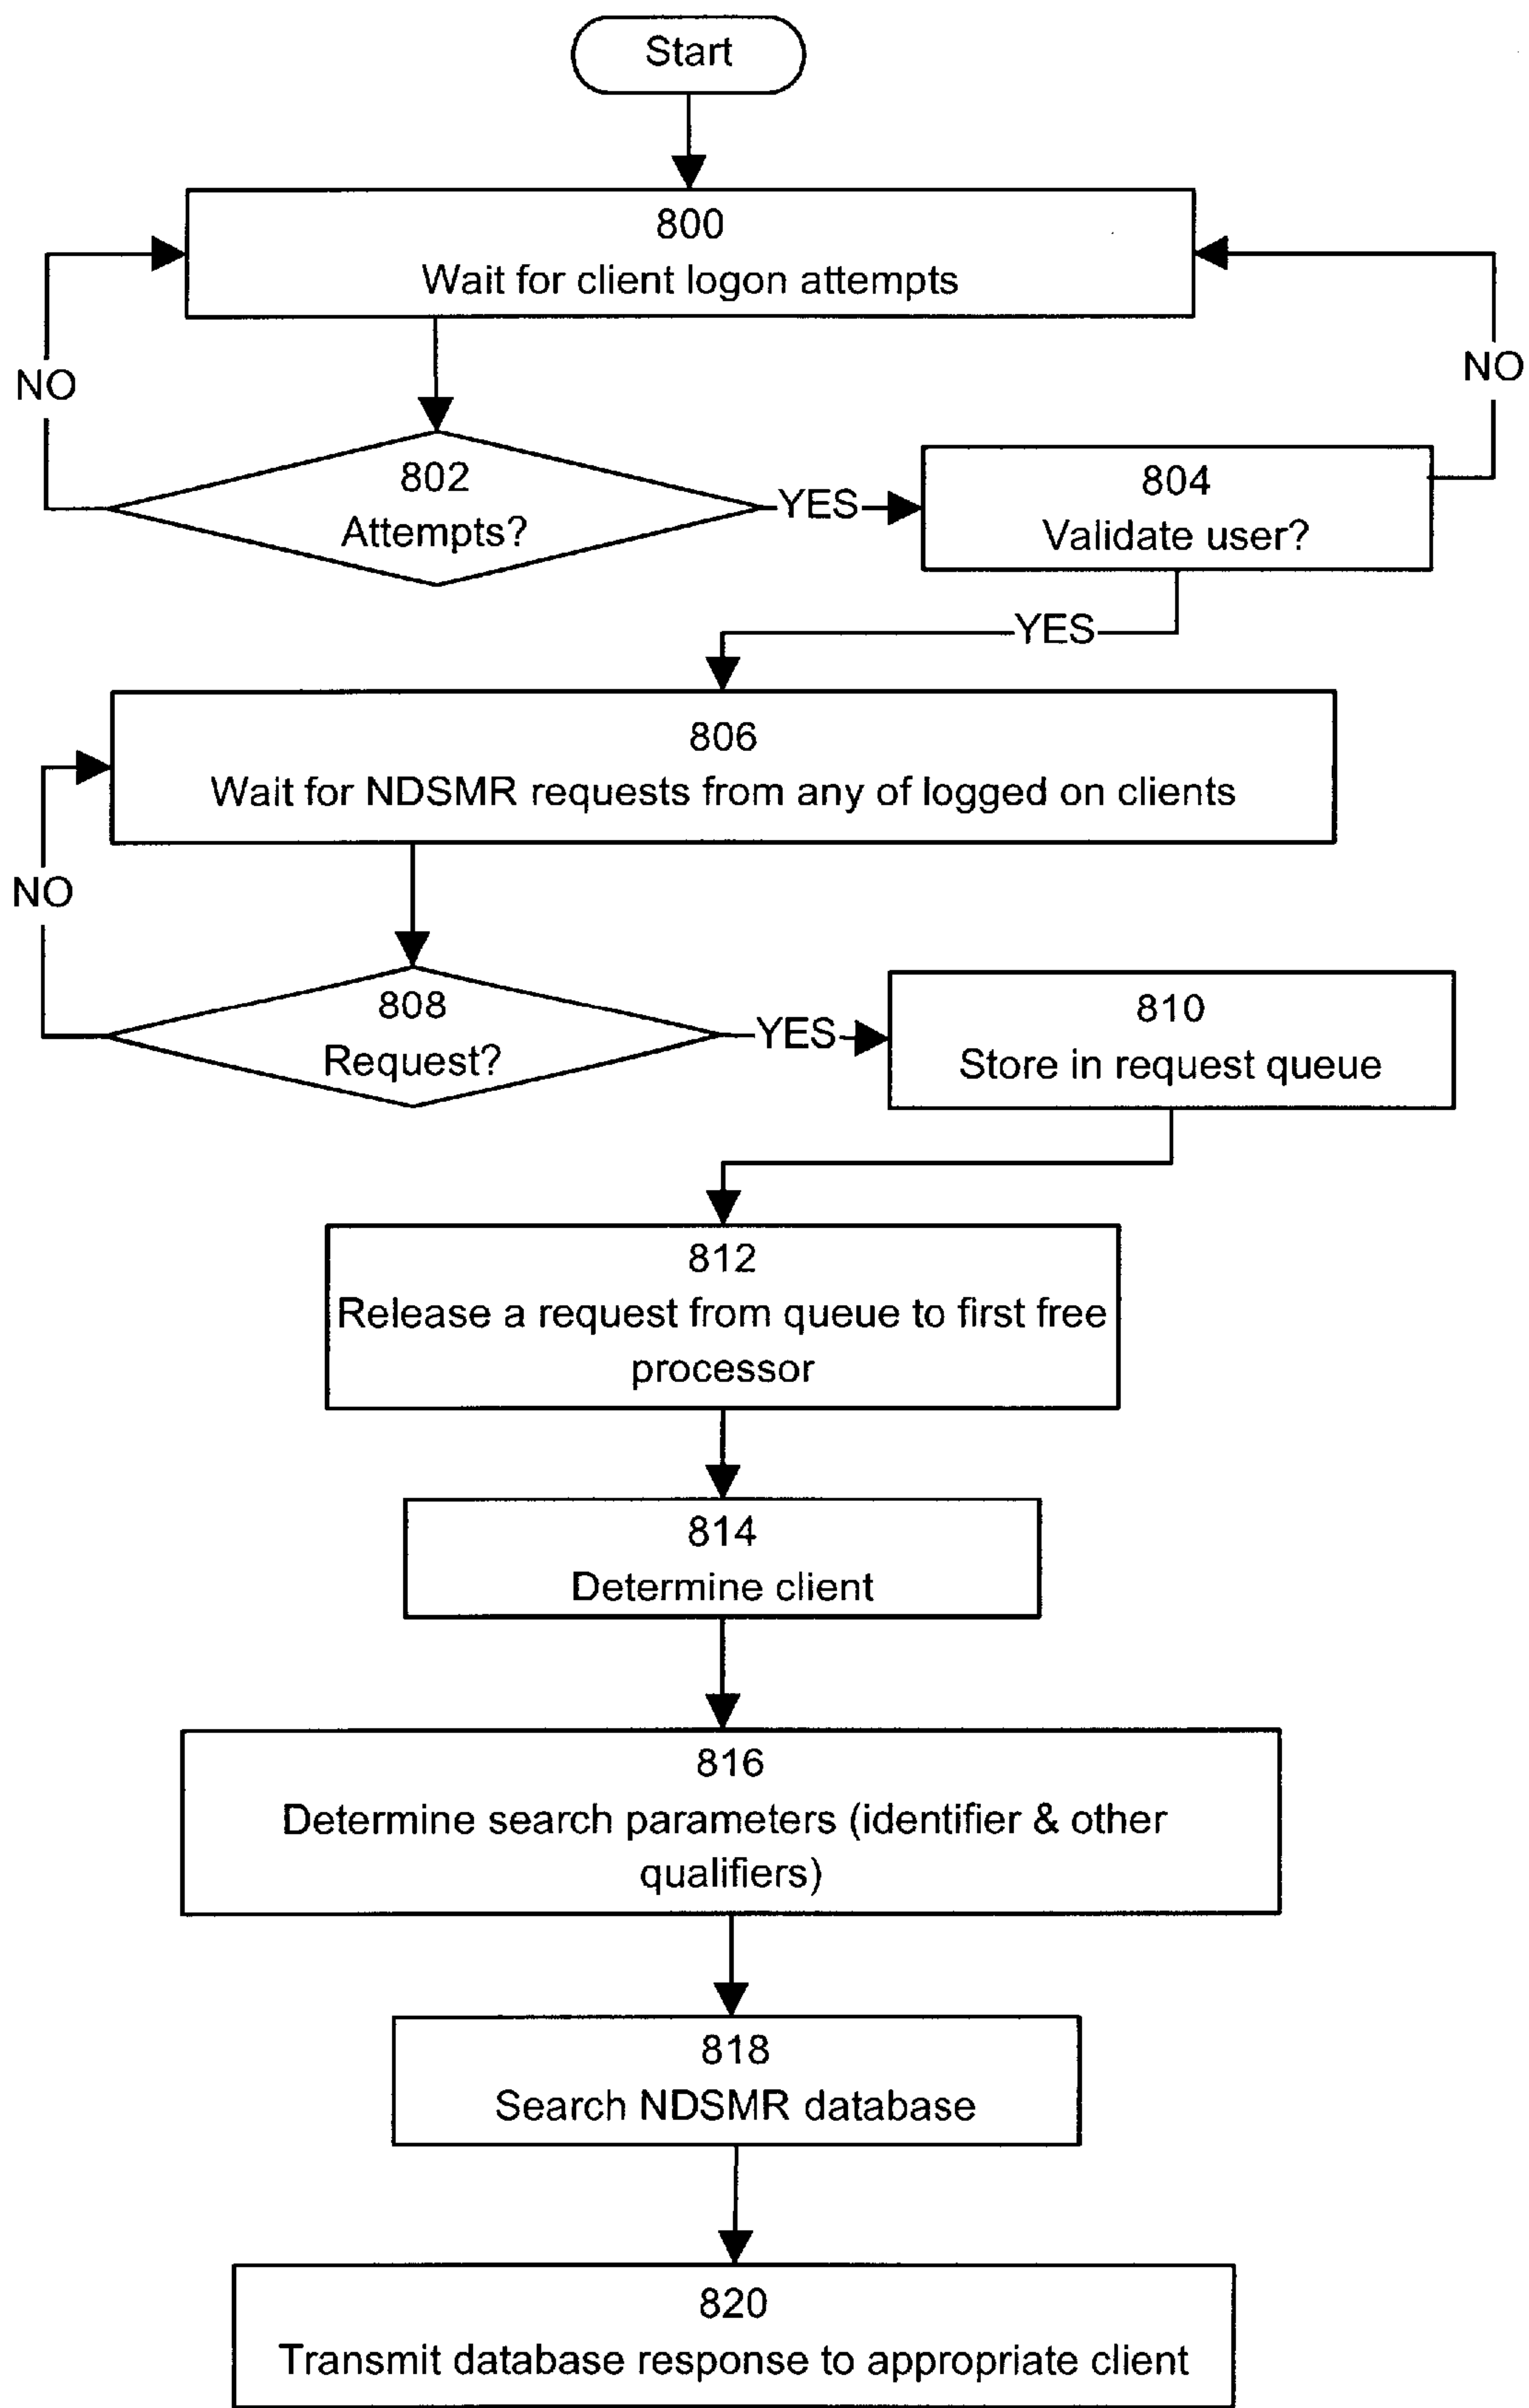 Start
800
Wait for client logon attempts
NO
NO
802
Attempts?
YES
804
Validate user?
YES
806
Wait for NDSMR requests from any of logged on clients
NO
808
Request?
YES
810
Store in request queue
812
Release a request from queue to first free
processor
814
Determine client
816
Determine search parameters (identifier & other
qualifiers)
818
Search NDSMR database
820
Transmit database response to appropriate client